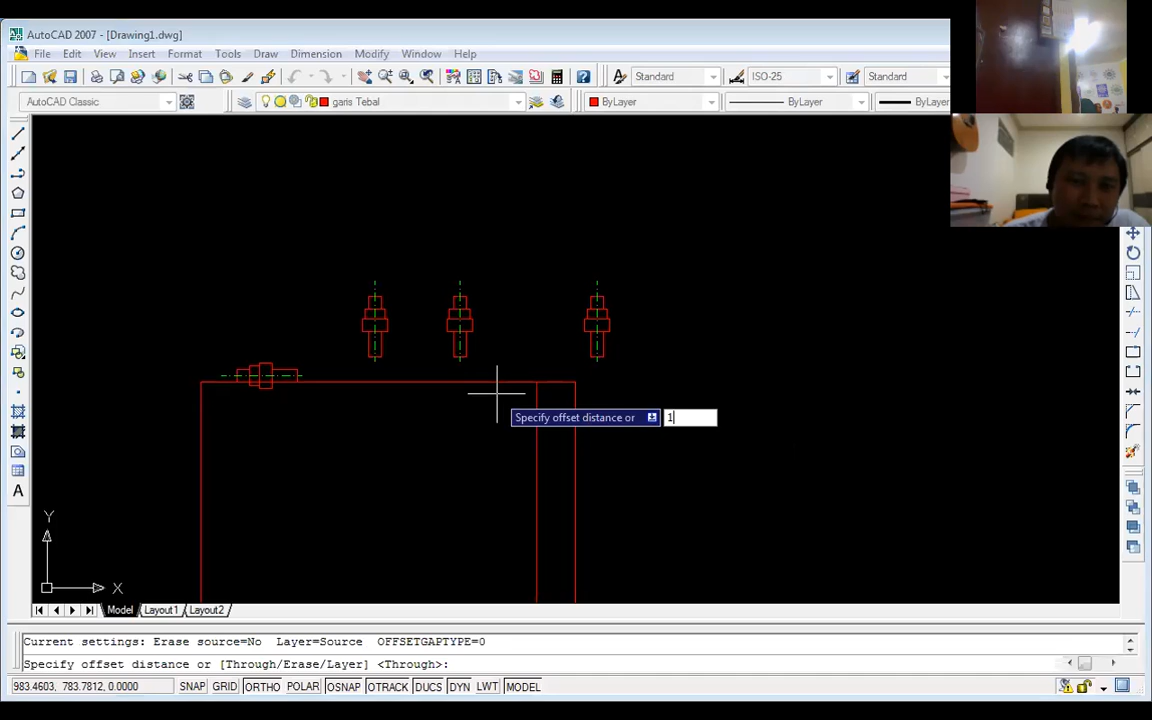 AutoCAD 2007 - [Drawing1.dwg]
File Edit View Insert Format Tools Draw Dimension Modify Window Help
Standard ISO-25 Standard
AutoCAD Classic garis Tebal ByLayer ByLayer ByLayer
Specify offset distance or 1
Y
X
Model Layout1 Layout2
Current settings: Erase source=No Layer=Source OFFSETGAPTYPE=0
Specify offset distance or [Through/Erase/Layer] <Through>:
983.4603, 783.7812, 0.0000 SNAP GRID ORTHO POLAR OSNAP OTRACK DUCS DYN LWT MODEL